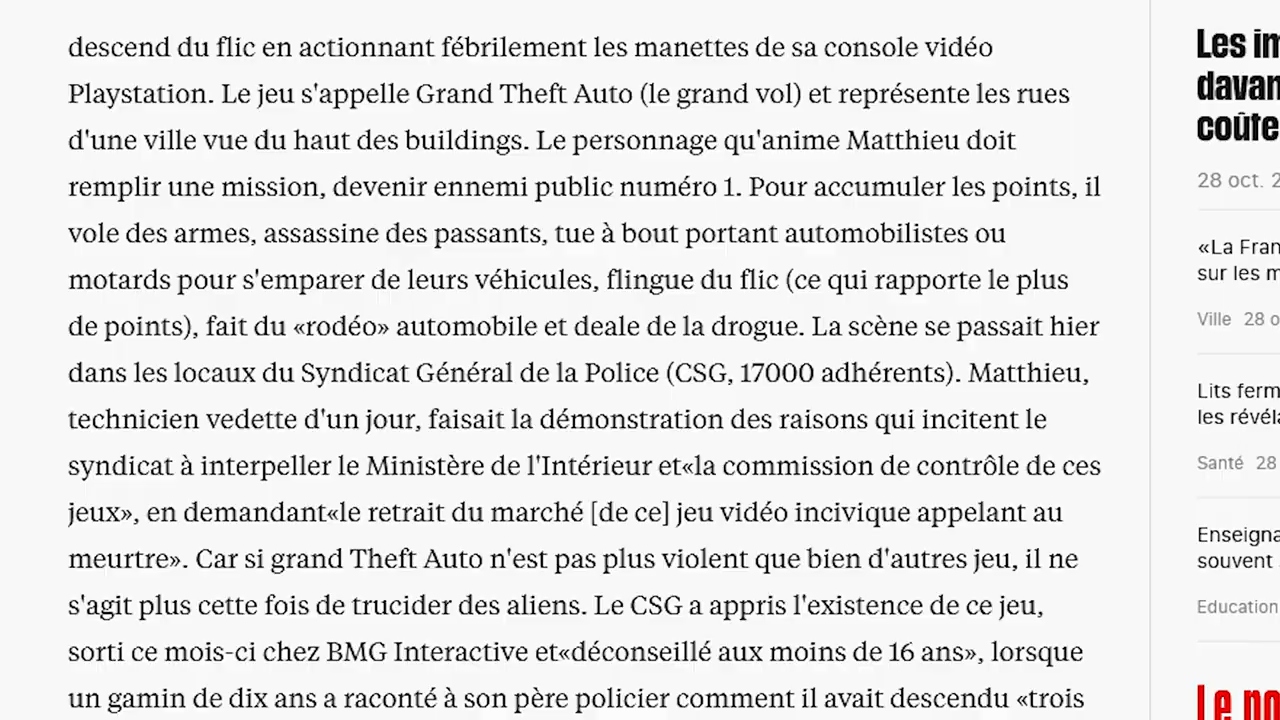 descend du flic en actionnant fébrilement les manettes de sa console vidéo
Playstation. Le jeu s'appelle Grand Theft Auto (le grand vol) et représente les rues
d'une ville vue du haut des buildings. Le personnage qu'anime Matthieu doit
remplir une mission, devenir ennemi public numéro 1. Pour accumuler les points, il
vole des armes, assassine des passants, tue à bout portant automobilistes ou
motards pour s'emparer de leurs véhicules, flingue du flic (ce qui rapporte le plus
de points), fait du «rodéo» automobile et deale de la drogue. La scène se passait hier
dans les locaux du Syndicat Général de la Police (CSG, 17000 adhérents). Matthieu,
technicien vedette d'un jour, faisait la démonstration des raisons qui incitent le
syndicat à interpeller le Ministère de l'Intérieur et«la commission de contrôle de ces
jeux», en demandant«le retrait du marché [de ce] jeu vidéo incivique appelant au
meurtre». Car si grand Theft Auto n'est pas plus violent que bien d'autres jeu, il ne
s'agit plus cette fois de trucider des aliens. Le CSG a appris l'existence de ce jeu,
sorti ce mois-ci chez BMG Interactive et«déconseillé aux moins de 16 ans», lorsque
un gamin de dix ans a raconté à son père policier comment il avait descendu «trois
Les
28 oct.
«La
sur les
Ville 28
Lits
les
Santé 28
souvent
Education
Le